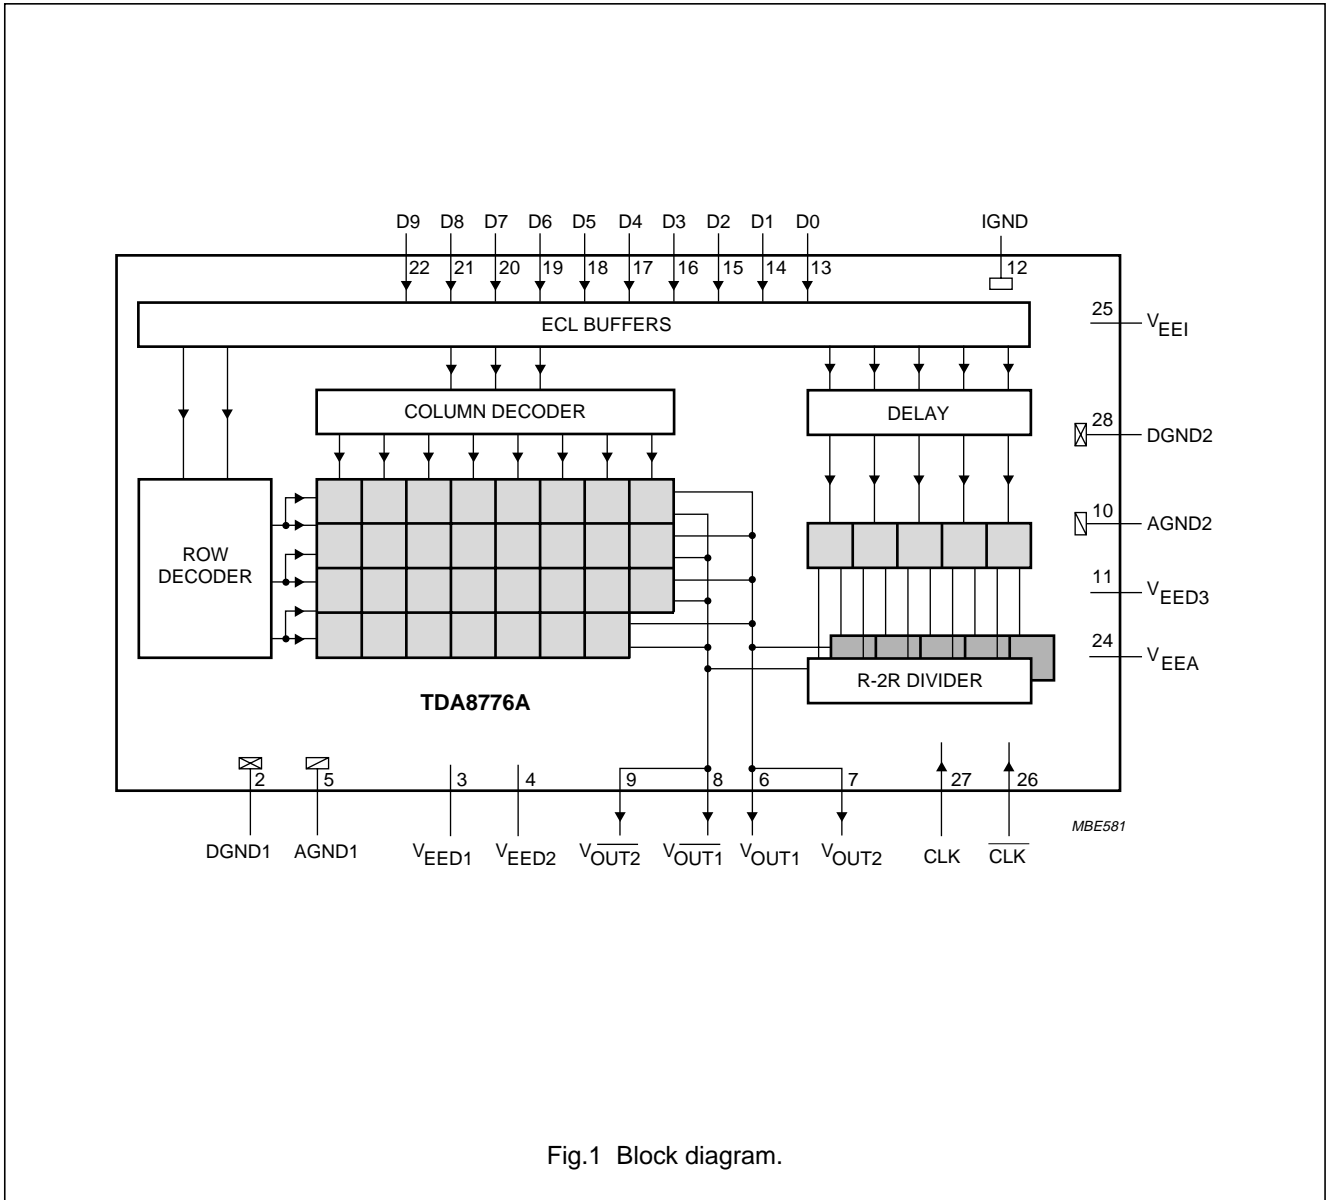 D9 D8 D7 D6 D5 D4 D3 D2 D1 D0 IGND
22 21 20 19 18 17 16 15 14 13 12
ECL BUFFERS
25 VEEI
COLUMN DECODER
DELAY
28 DGND2
10 AGND2
ROW
DECODER
11 VEED3
24 VEEA
R-2R DIVIDER
TDA8776A
2 5 3 4 9 8 6 7 27 26
MBE581
DGND1 AGND1 VEED1 VEED2 VOUT2 VOUT1 VOUT1 VOUT2 CLK CLK
Fig.1 Block diagram.